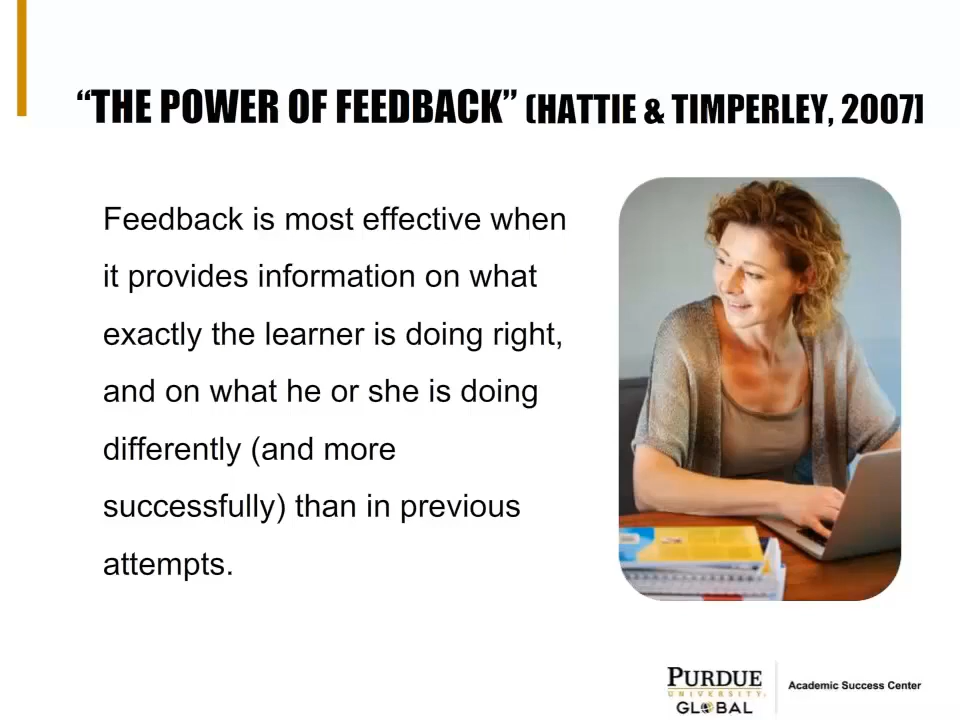 “THE POWER OF FEEDBACK” (HATTIE & TIMPERLEY, 2007]
Feedback is most effective when
it provides information on what
exactly the learner is doing right,
and on what he or she is doing
differently (and more
successfully) than in previous
attempts.
PURDUE
UNIVERSITY
GLOBAL
Academic Success Center